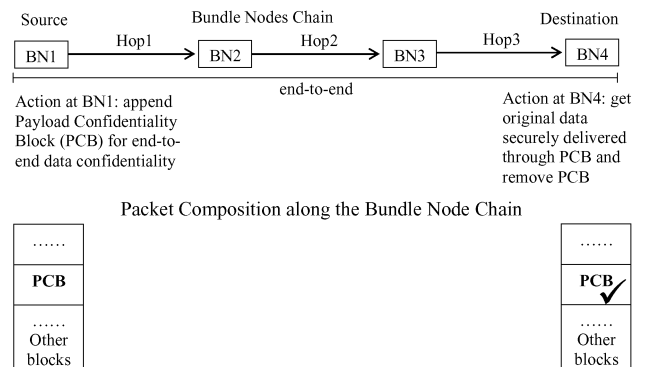 Source
Bundle Nodes Chain
Destination
BN1
Hop1
BN2
Hop2
BN3
Hop3
BN4
end-to-end
Action at BN1: append
Payload Confidentiality
Block (PCB) for end-to-
end data confidentiality
Action at BN4: get
original data
securely delivered
through PCB and
remove PCB
Packet Composition along the Bundle Node Chain
......
PCB
......
Other
blocks
......
PCB
......
Other
blocks